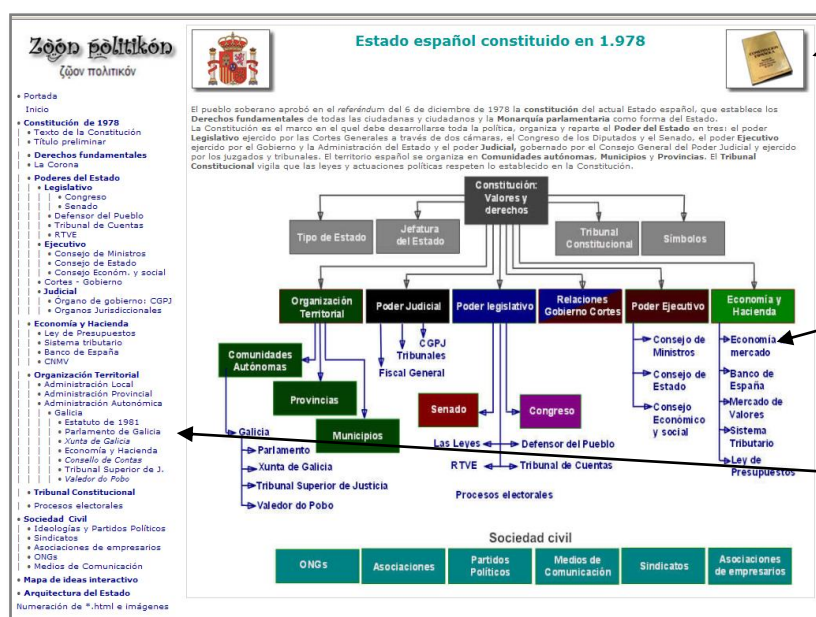 Zoón politikón
ζῷον πολιτικόν
• Portada
Inicio
• Constitución de 1978
• Texto de la Constitución
• Título preliminar
• Derechos fundamentales
• La Corona
• Poderes del Estado
• Legislativo
• Congreso
• Senado
• Defensor del Pueblo
• Tribunal de Cuentas
• RTVE
• Ejecutivo
• Consejo de Ministros
• Consejo de Estado
• Consejo Económ. y social
• Cortes - Gobierno
• Judicial
• Órgano de gobierno: CGPJ
• Organos Jurisdiccionales
• Economía y Hacienda
• Ley de Presupuestos
• Sistema tributario
• Banco de España
• CNMV
• Organización Territorial
• Administración Local
• Administración Provincial
• Administración Autonómica
• Galicia
• Estatuto de 1981
• Parlamento de Galicia
• Xunta de Galicia
• Economía y Hacienda
• Consello de Contas
• Tribunal Superior de J.
• Valedor do Pobo
• Tribunal Constitucional
• Procesos electorales
• Sociedad Civil
• Ideologías y Partidos Políticos
• Sindicatos
• Asociaciones de empresarios
• ONGs
• Medios de Comunicación
• Mapa de ideas interactivo
• Arquitectura del Estado
Numeración de *.html e imágenes
Estado español constituido en 1.978
El pueblo soberano aprobó en el referéndum del 6 de diciembre de 1978 la constitución del actual Estado español, que establece los
Derechos fundamentales de todas las ciudadanas y ciudadanos y la Monarquía parlamentaria como forma del Estado.
La Constitución es el marco en el quel debe desarrollarse toda la política, organiza y reparte el Poder del Estado en tres: el poder
Legislativo ejercido por las Cortes Generales a través de dos cámaras, el Congreso de los Diputados y el Senado, el poder Ejecutivo
ejercido por el Gobierno y la Administración del Estado y el poder Judicial, gobernado por el Consejo General del Poder Judicial y ejercido
por los juzgados y tribunales. El territorio español se organiza en Comunidades autónomas, Municipios y Provincias. El Tribunal
Constitucional vigila que las leyes y actuaciones políticas respeten lo establecido en la Constitución.
Constitución:
Valores y
derechos
Tipo de Estado
Jefatura
del Estado
Tribunal
Constitucional
Símbolos
Organización
Territorial
Poder Judicial
Poder legislativo
Relaciones
Gobierno Cortes
Poder Ejecutivo
Economía y
Hacienda
Comunidades
Autónomas
Provincias
Municipios
Galicia
Parlamento
Xunta de Galicia
Tribunal Superior de Justicia
Valedor do Pobo
CGPJ
Tribunales
Fiscal General
Senado
Congreso
Las Leyes
Defensor del Pueblo
RTVE
Tribunal de Cuentas
Procesos electorales
Consejo de
Ministros
Consejo de
Estado
Consejo
Económico
y social
Economía
mercado
Banco de
España
Mercado de
Valores
Sistema
Tributario
Ley de
Presupuestos
Sociedad civil
ONGs
Asociaciones
Partidos
Políticos
Medios de
Comunicación
Sindicatos
Asociaciones
de empresarios